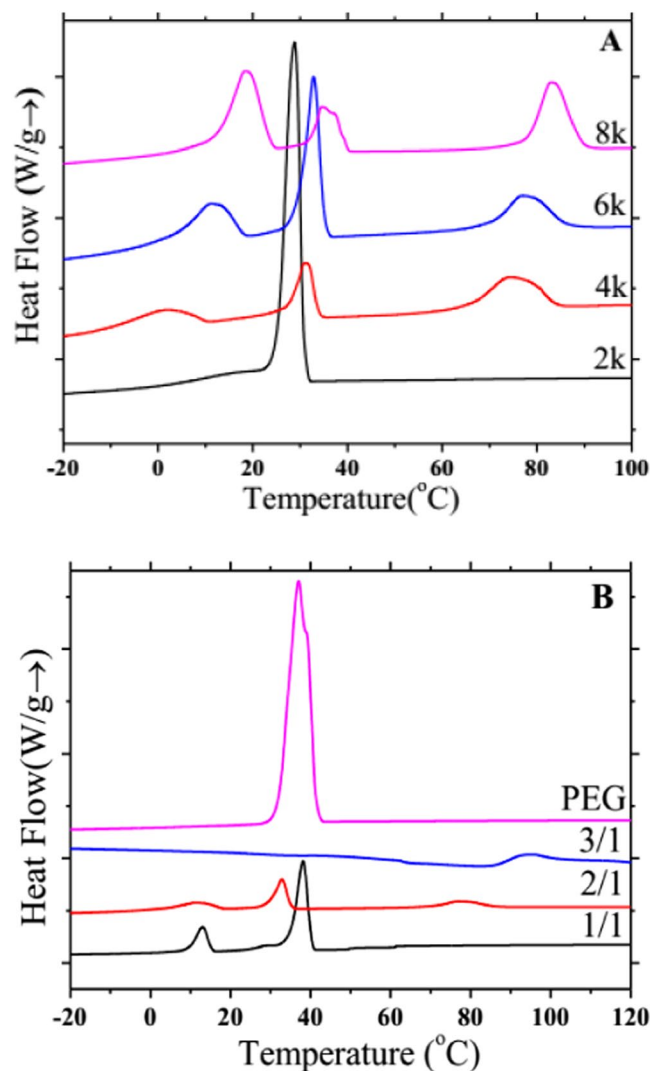 A
Heat Flow (W/g→)
8k
6k
4k
2k
-20 0 20 40 60 80 100
Temperature(°C)
B
Heat Flow(W/g→)
PEG
3/1
2/1
1/1
-20 0 20 40 60 80 100 120
Temperature (°C)